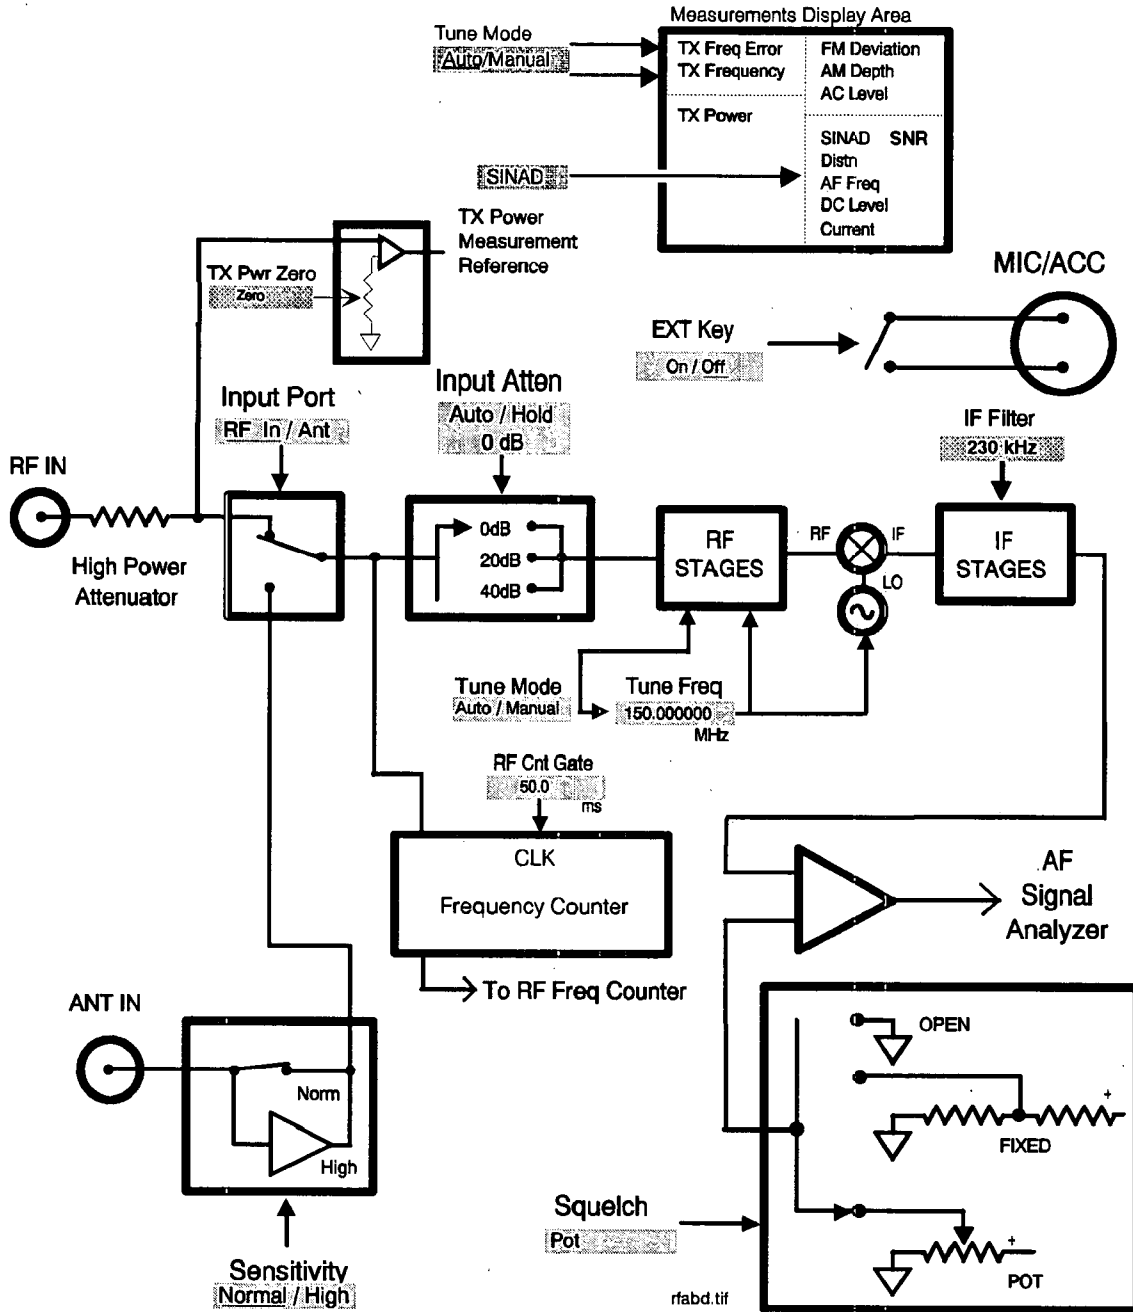 Measurements Display Area
Tune Mode
Auto/Manual
TX Freq Error
TX Frequency
TX Power
FM Deviation
AM Depth
AC Level
SINAD SNR
Distn
AF Freq
DC Level
Current
SINAD
TX Power
Measurement
Reference
TX Pwr Zero
Zero
MIC/ACC
EXT Key
On / Off
Input Port
RF In / Ant
Input Atten
Auto / Hold
0 dB
IF Filter
230 kHz
RF IN
High Power
Attenuator
0dB
20dB
40dB
RF
STAGES
RF
IF
LO
IF
STAGES
Tune Mode
Auto / Manual
Tune Freq
150.000000
MHz
RF Cnt Gate
50.0
ms
CLK
Frequency Counter
To RF Freq Counter
AF
Signal
Analyzer
ANT IN
Norm
High
Sensitivity
Normal / High
OPEN
+
FIXED
Squelch
Pot
+
POT
rfabd.tif